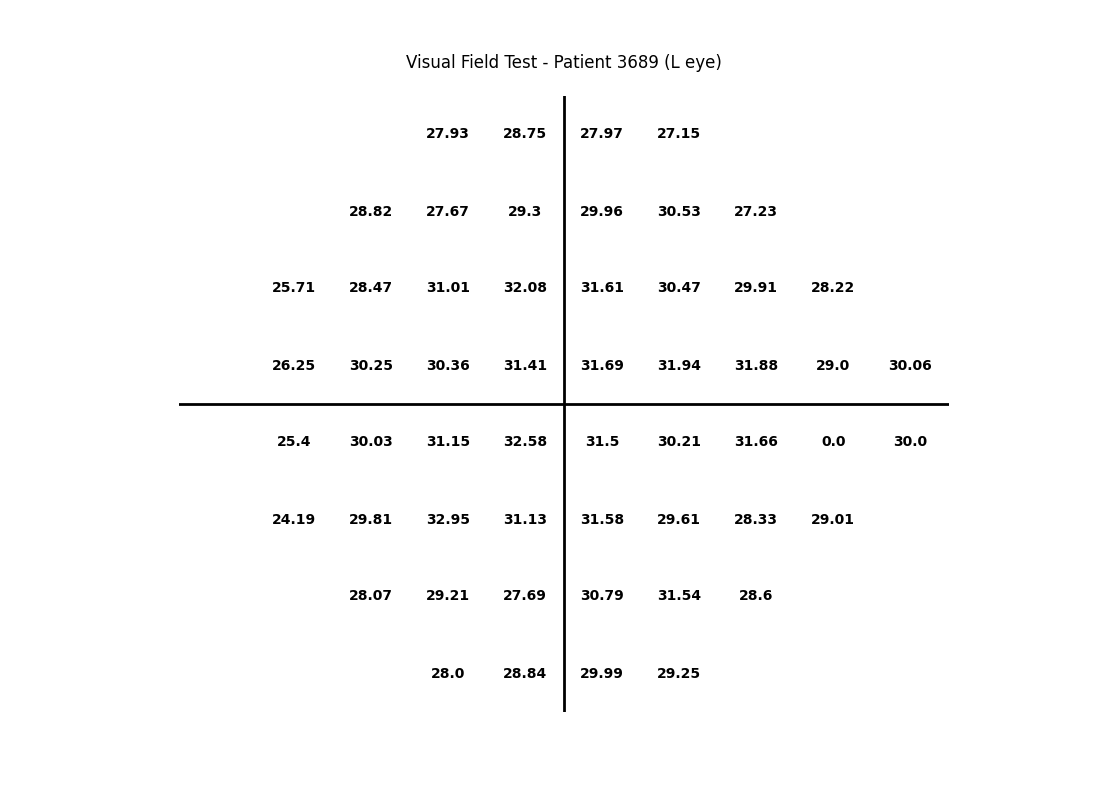 Visual Field Test - Patient 3689 (L eye)
27.93 28.75 27.97 27.15
28.82 27.67 29.3 29.96 30.53 27.23
25.71 28.47 31.01 32.08 31.61 30.47 29.91 28.22
26.25 30.25 30.36 31.41 31.69 31.94 31.88 29.0 30.06
25.4 30.03 31.15 32.58 31.5 30.21 31.66 0.0 30.0
24.19 29.81 32.95 31.13 31.58 29.61 28.33 29.01
28.07 29.21 27.69 30.79 31.54 28.6
28.0 28.84 29.99 29.25